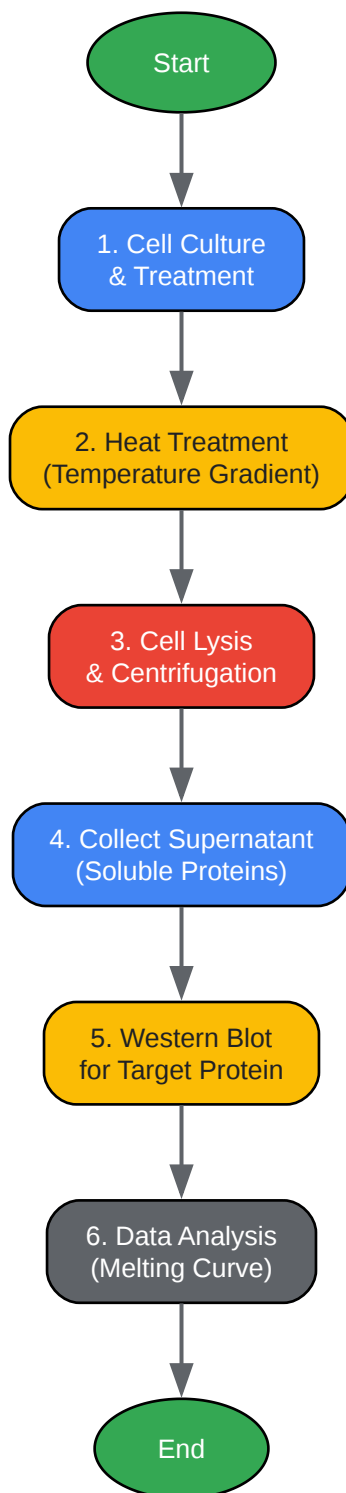 Start
1. Cell Culture
& Treatment
2. Heat Treatment
(Temperature Gradient)
3. Cell Lysis
& Centrifugation
4. Collect Supernatant
(Soluble Proteins)
5. Western Blot
for Target Protein
6. Data Analysis
(Melting Curve)
End